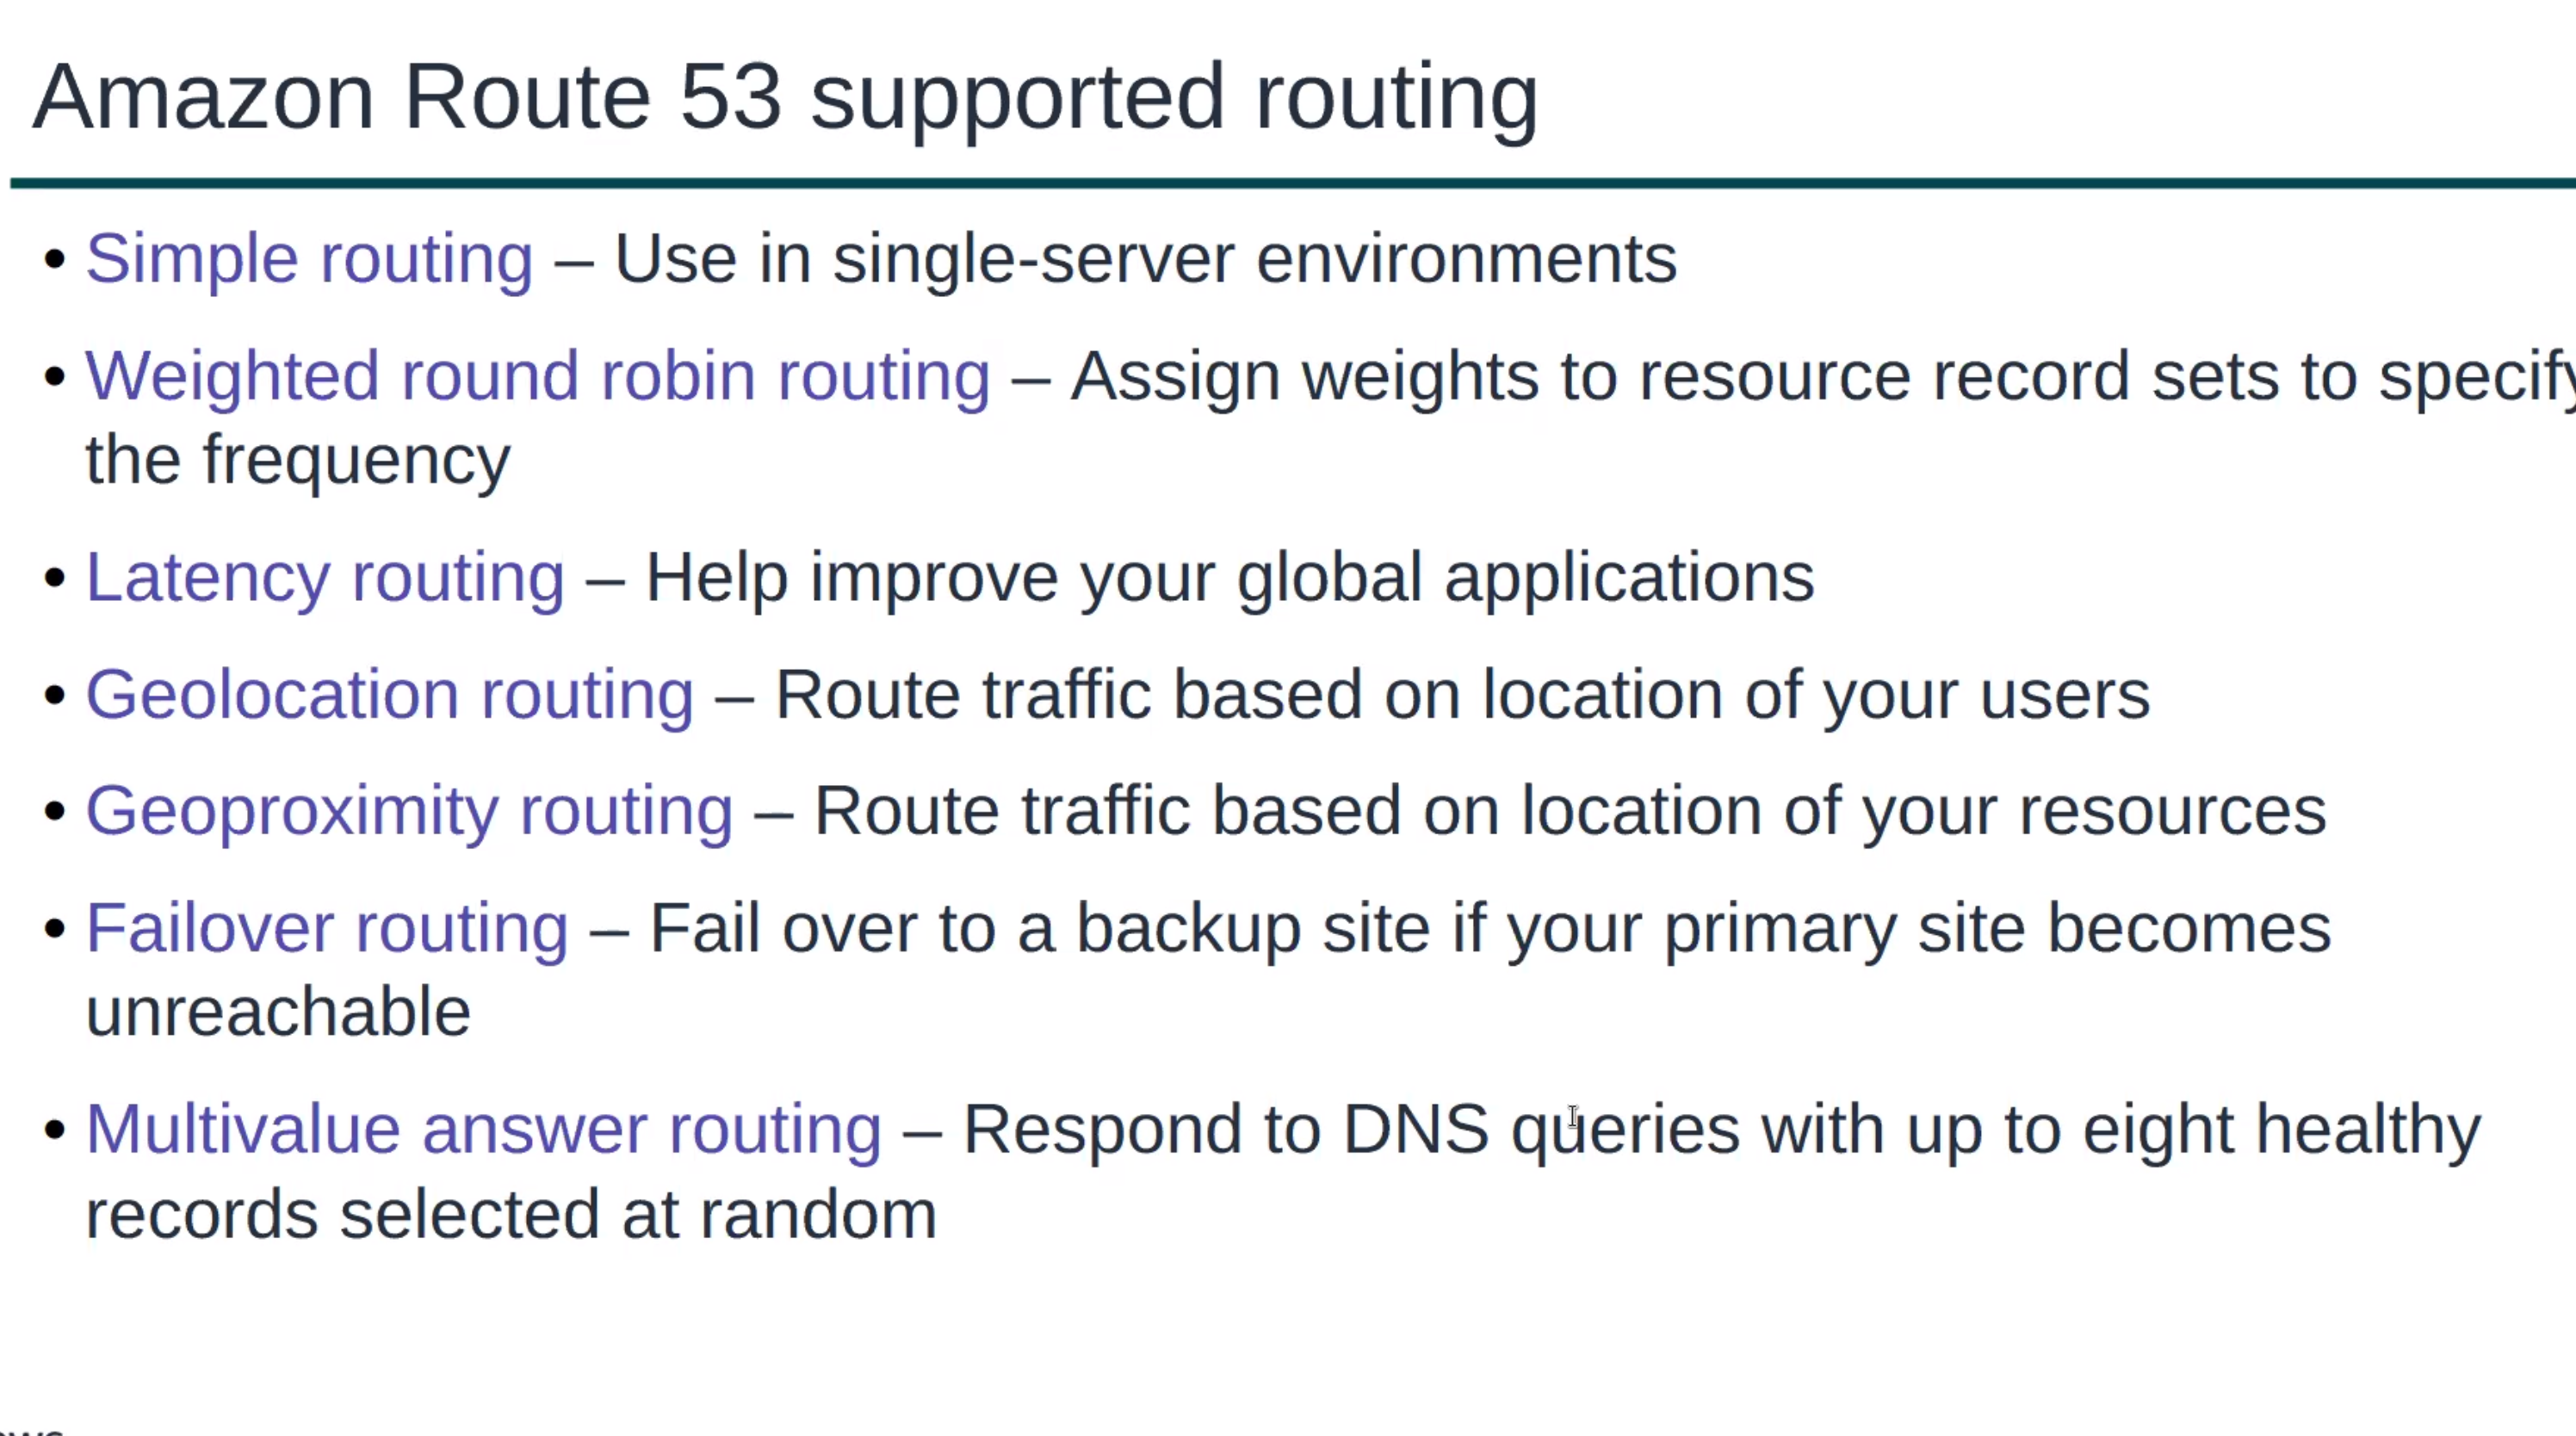 Amazon Route 53 supported routing
• Simple routing – Use in single-server environments
• Weighted round robin routing – Assign weights to resource record sets to specify
the frequency
• Latency routing – Help improve your global applications
• Geolocation routing – Route traffic based on location of your users
• Geoproximity routing – Route traffic based on location of your resources
• Failover routing – Fail over to a backup site if your primary site becomes
unreachable
• Multivalue answer routing – Respond to DNS queries with up to eight healthy
records selected at random